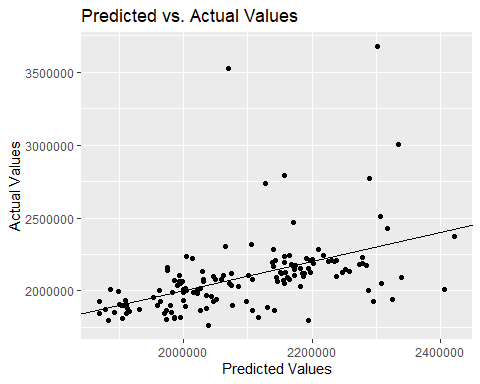 Predicted vs. Actual Values
Actual Values
3500000
3000000
2500000
2000000
2000000 2200000 2400000
Predicted Values